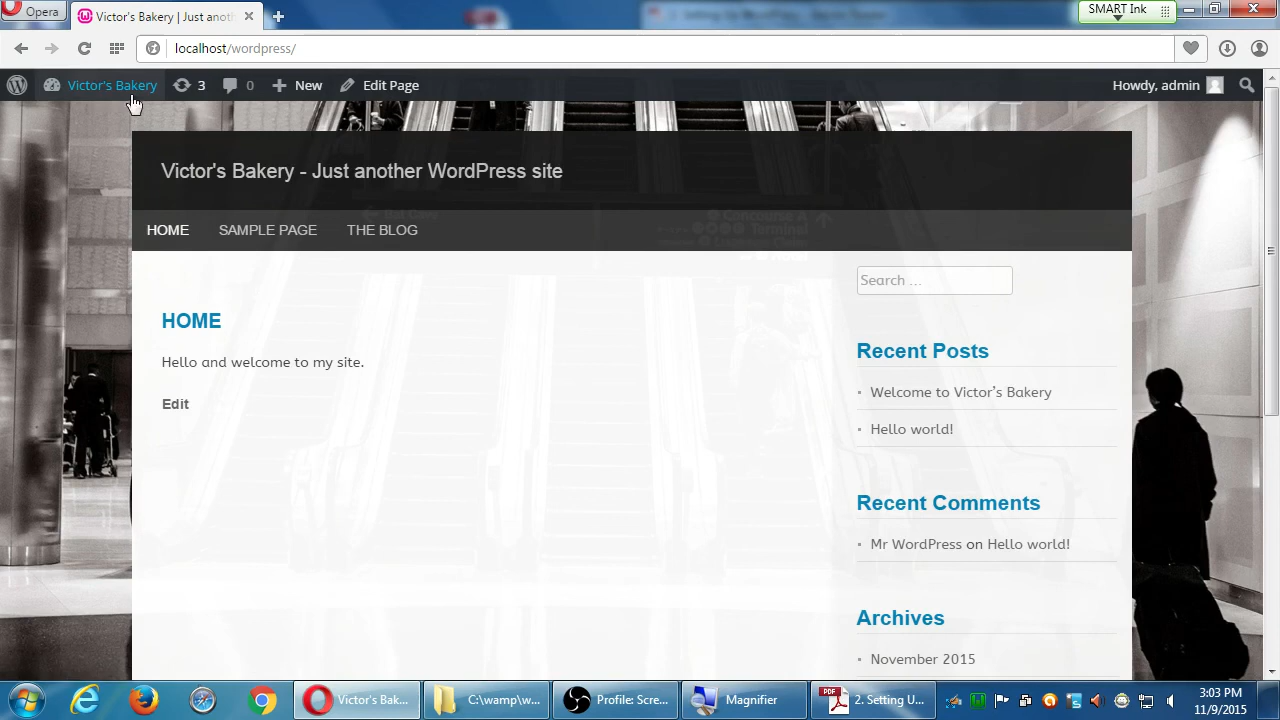 Opera
Victor's Bakery | Just anot
SMART Ink
localhost/wordpress/
Victor's Bakery 3 0 New Edit Page Howdy, admin
Victor's Bakery - Just another WordPress site
HOME SAMPLE PAGE THE BLOG
Search ...
HOME
Hello and welcome to my site.
Edit
Recent Posts
Welcome to Victor's Bakery
Hello world!
Recent Comments
Mr WordPress on Hello world!
Archives
November 2015
Victor's Bak... C:\wamp\w... Profile: Scre... Magnifier PDF 2. Setting U...
3:03 PM
11/9/2015